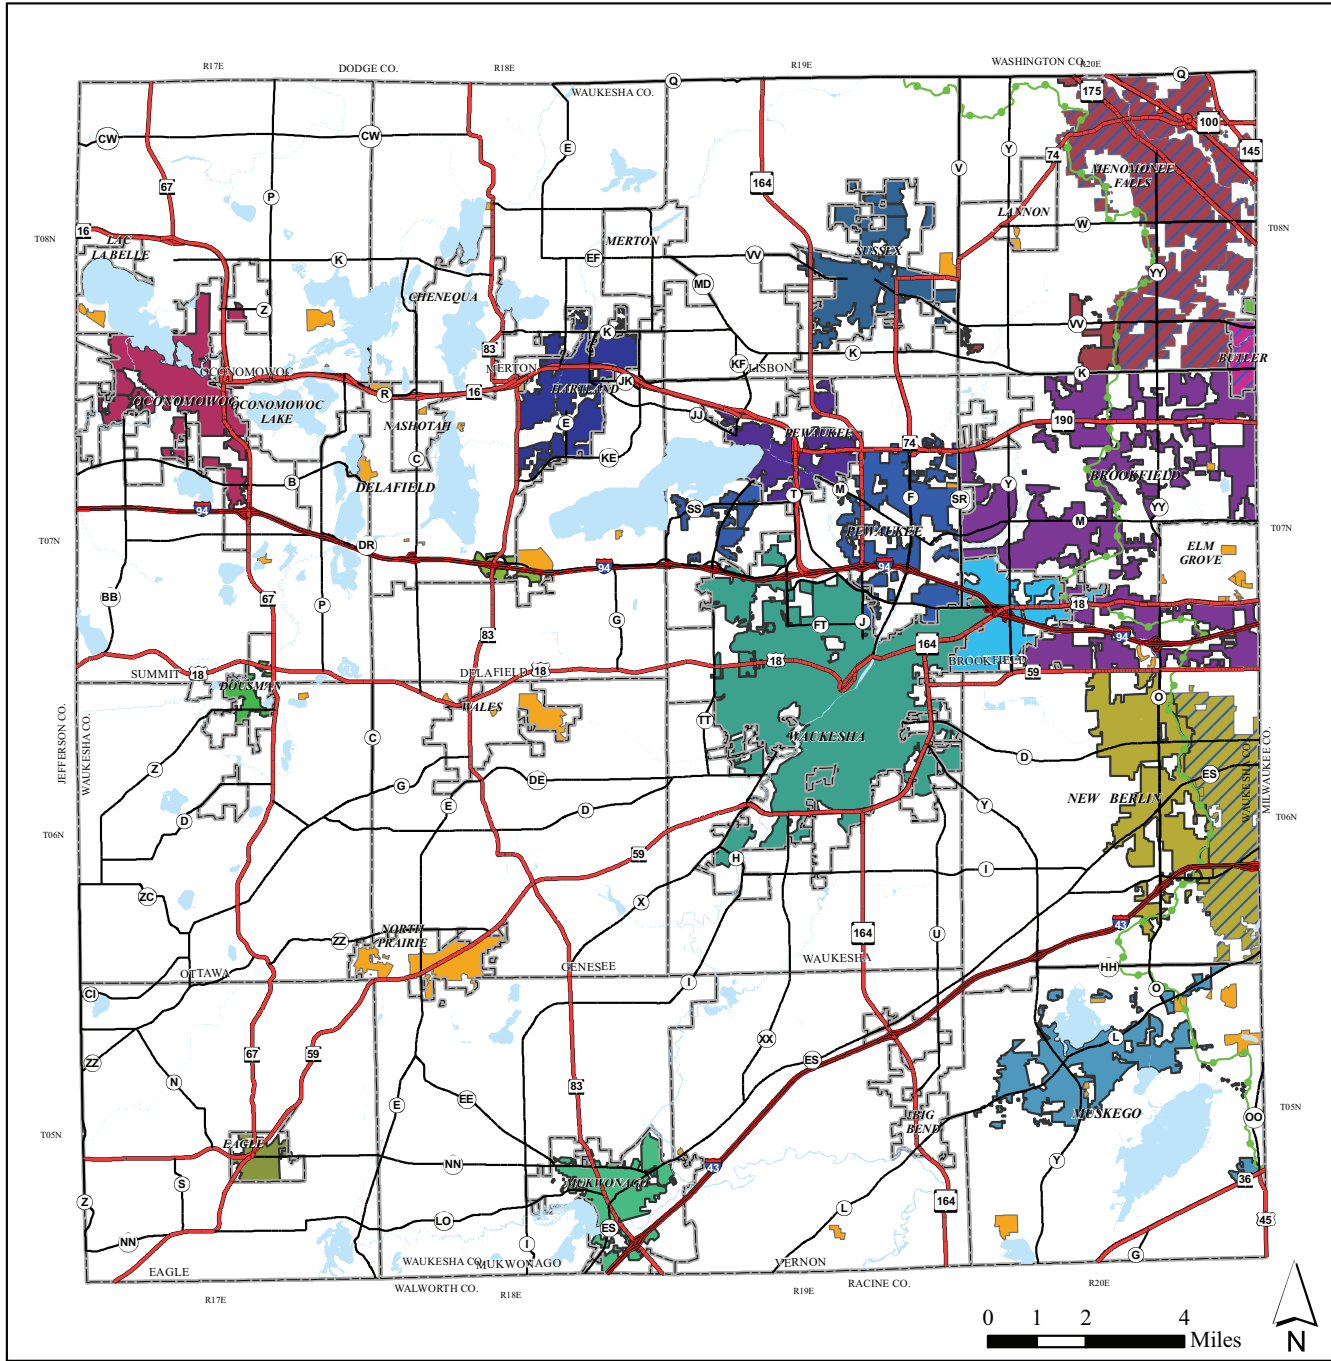 R17E
DODGE CO.
R18E
R19E
WASHINGTON CO.
R20E
WAUKESHA CO.
Q
Q
175
100
145
CW
CW
E
Y
V
74
67
P
164
MENOMONEE
FALLS
LANNON
16
LAC
LA BELLE
T08N
MERTON
W
T08N
SUSSEX
K
EF
VV
YY
MD
CHENEQUA
Z
VV
83
K
KF
K
BUTLER
OCONOMOWOC
MERTON
LISBON
K
OCONOMOWOC
OCONOMOWOC
LAKE
R
16
HARTLAND
JK
JJ
NASHOTAH
E
PEWAUKEE
74
190
C
KE
BROOKFIELD
B
DELAFIELD
T
M
F
SR
Y
YY
94
SS
PEWAUKEE
M
T07N
DR
T07N
ELM
GROVE
94
94
BB
67
P
G
18
FT
J
83
164
94
SUMMIT
18
DELAFIELD
18
18
BROOKFIELD
59
DOUSMAN
WALES
O
TT
JEFFERSON CO.
WAUKESHA CO.
C
WAUKESHA
D
WAUKESHA CO.
MILWAUKEE CO.
Z
G
DE
ES
E
D
NEW BERLIN
D
Y
T06N
T06N
59
H
I
ZC
X
43
NORTH
PRAIRIE
ZZ
164
U
OTTAWA
GENESEE
WAUKESHA
HH
CI
I
O
67
59
XX
ES
L
ZZ
N
83
EE
E
BIG
BEND
MUSKEGO
OO
T05N
T05N
EAGLE
NN
43
Y
MUKWONAGO
36
S
Z
164
L
LO
ES
45
NN
I
G
EAGLE
WAUKESHA CO.
MUKWONAGO
VERNON
WALWORTH CO.
RACINE CO.
R17E
R18E
R19E
R20E
0 1 2 4
Miles
N